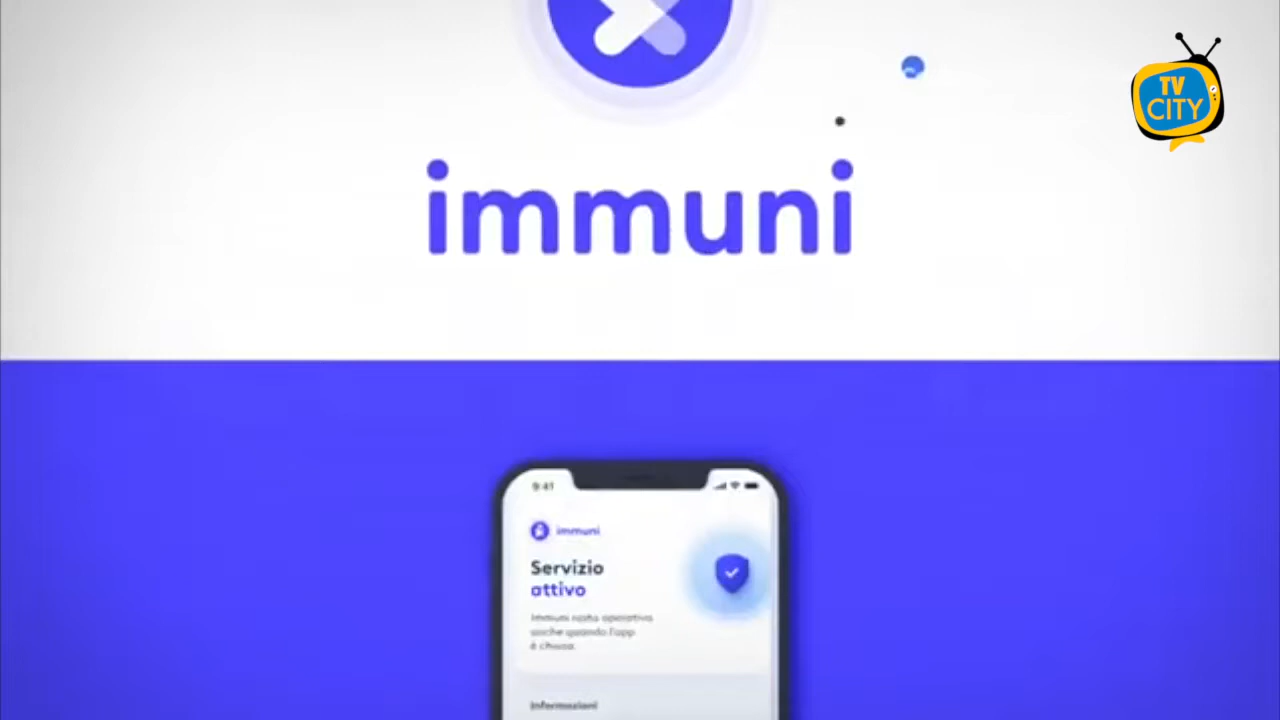 TV
CITY
immuni
9:41
immuni
Servizio
attivo
Immuni resta operativa
anche quando l'app
è chiusa.
Informazioni